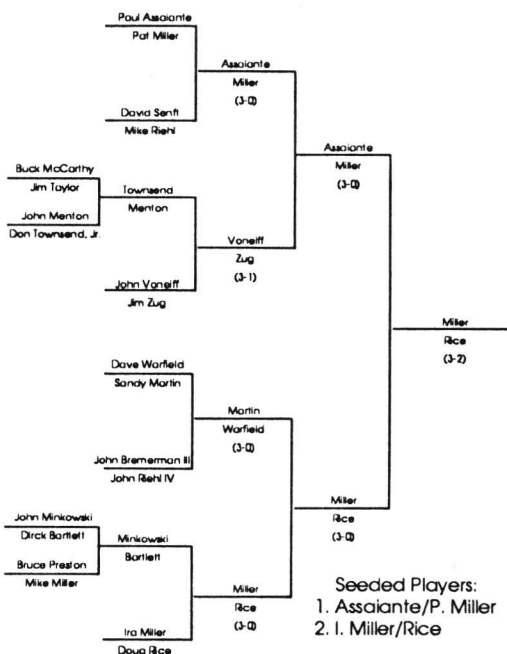 Paul Assaiante
Pat Miller
Assaiante
Miller
(3-0)
David Senft
Mike Riehl
Assaiante
Miller
(3-0)
Buck McCarthy
Jim Taylor
Townsend
Menton
John Menton
Don Townsend, Jr.
Voneiff
Zug
(3-1)
John Voneiff
Jim Zug
Miller
Rice
(3-2)
Dave Warfield
Sandy Martin
Martin
Warfield
(3-0)
John Bremerman III
John Riehl IV
Miller
Rice
(3-0)
John Minkowski
Dirck Bartlett
Minkowski
Bartlett
Bruce Preston
Mike Miller
Miller
Rice
(3-0)
Ira Miller
Doug Rice
Seeded Players:
1. Assaiante/P. Miller
2. I. Miller/Rice